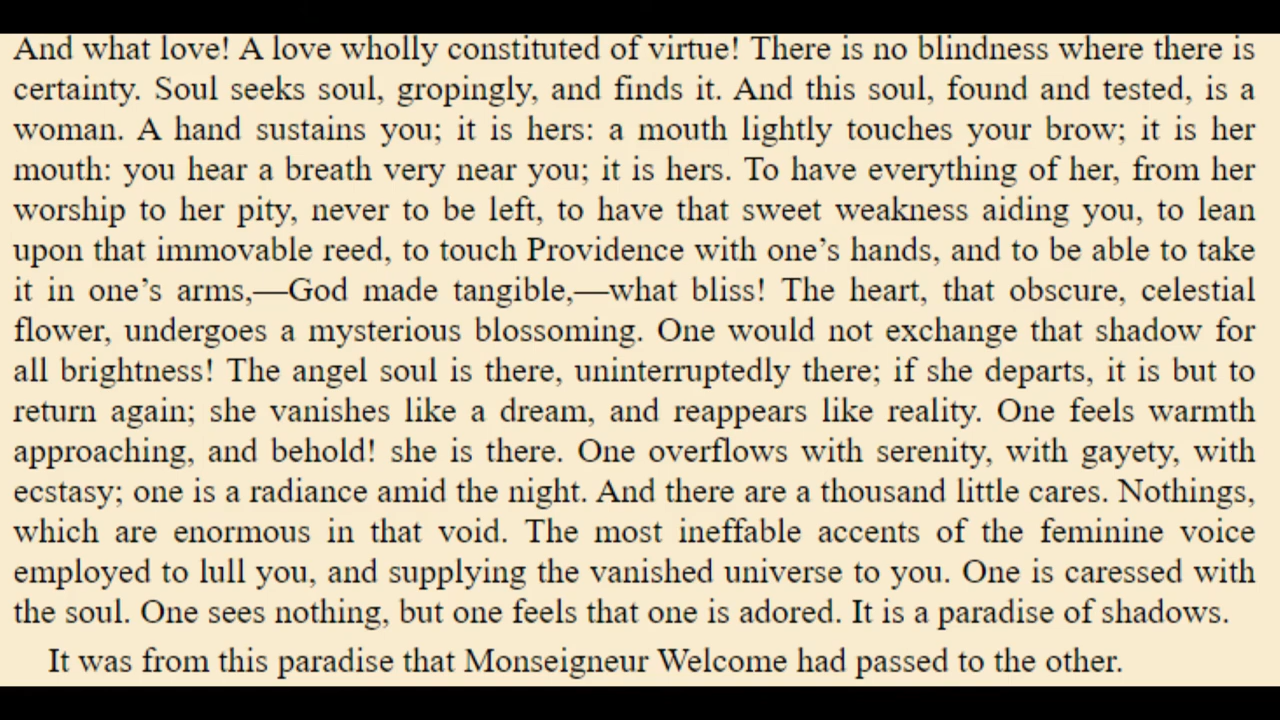 And what love! A love wholly constituted of virtue! There is no blindness where there is
certainty. Soul seeks soul, gropingly, and finds it. And this soul, found and tested, is a
woman. A hand sustains you; it is hers: a mouth lightly touches your brow; it is her
mouth: you hear a breath very near you; it is hers. To have everything of her, from her
worship to her pity, never to be left, to have that sweet weakness aiding you, to lean
upon that immovable reed, to touch Providence with one’s hands, and to be able to take
it in one’s arms,—God made tangible,—what bliss! The heart, that obscure, celestial
flower, undergoes a mysterious blossoming. One would not exchange that shadow for
all brightness! The angel soul is there, uninterruptedly there; if she departs, it is but to
return again; she vanishes like a dream, and reappears like reality. One feels warmth
approaching, and behold! she is there. One overflows with serenity, with gayety, with
ecstasy; one is a radiance amid the night. And there are a thousand little cares. Nothings,
which are enormous in that void. The most ineffable accents of the feminine voice
employed to lull you, and supplying the vanished universe to you. One is caressed with
the soul. One sees nothing, but one feels that one is adored. It is a paradise of shadows.
It was from this paradise that Monseigneur Welcome had passed to the other.